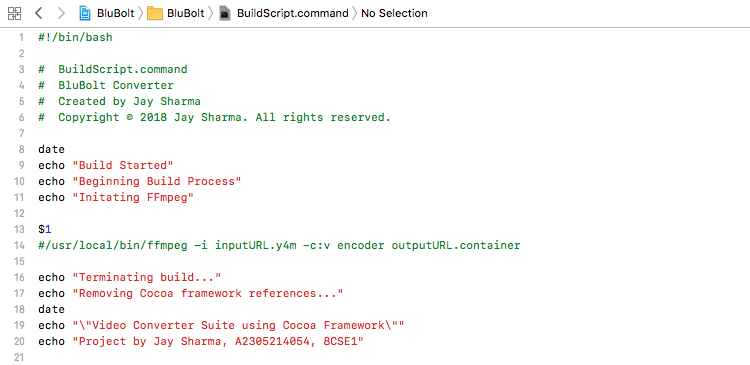 BluBolt BluBolt BuildScript.command No Selection
1 #!/bin/bash
2
3 #  BuildScript.command
4 #  BluBolt Converter
5 #  Created by Jay Sharma
6 #  Copyright © 2018 Jay Sharma. All rights reserved.
7
8 date
9 echo "Build Started"
10 echo "Beginning Build Process"
11 echo "Initating FFmpeg"
12
13 $1
14 #/usr/local/bin/ffmpeg -i inputURL.y4m -c:v encoder outputURL.container
15
16 echo "Terminating build..."
17 echo "Removing Cocoa framework references..."
18 date
19 echo "\"Video Converter Suite using Cocoa Framework\""
20 echo "Project by Jay Sharma, A2305214054, 8CSE1"
21